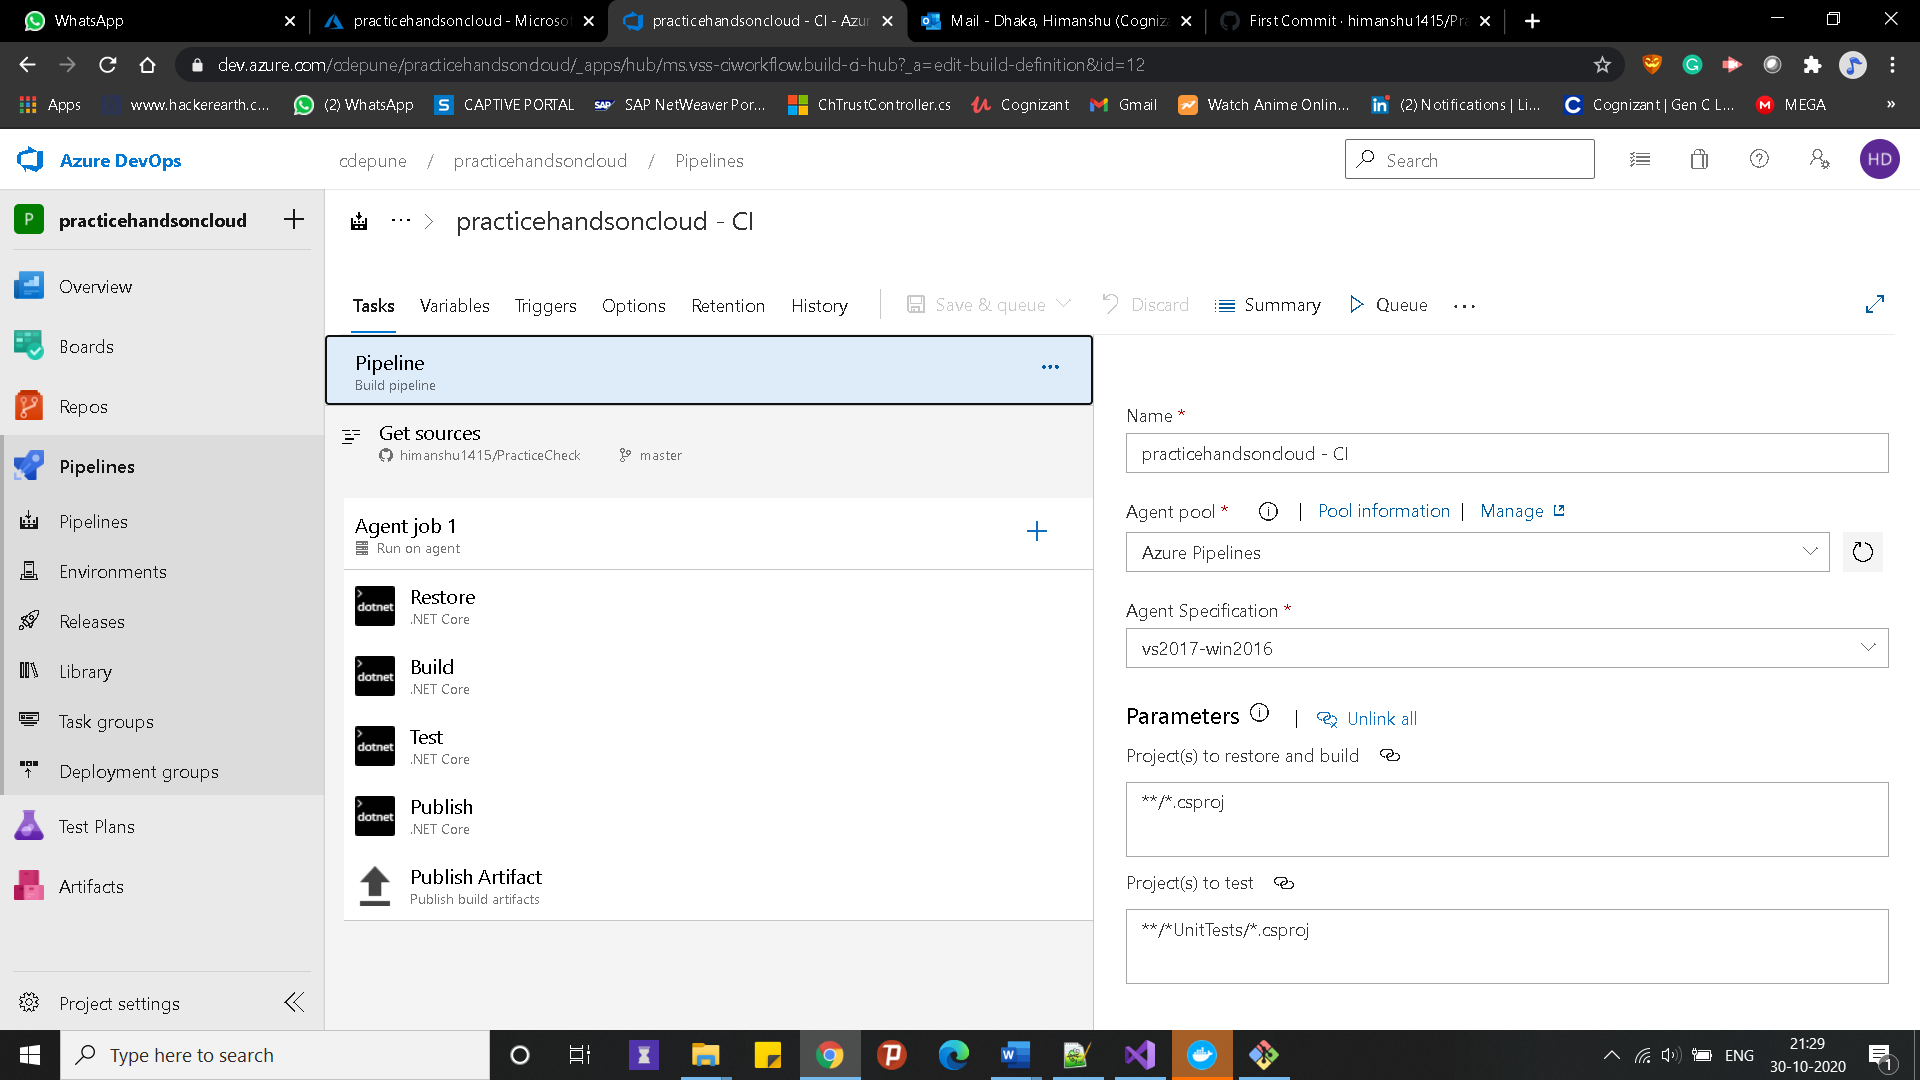 WhatsApp
practicehandsoncloud - Microso
practicehandsoncloud - CI - Azur
Mail - Dhaka, Himanshu (Cogniza
First Commit · himanshu1415/Pra
dev.azure.com/cdepune/practicehandsoncloud/_apps/hub/ms.vss-ciworkflow.build-ci-hub?_a=edit-build-definition&id=12
Apps
www.hackerearth.c...
(2) WhatsApp
CAPTIVE PORTAL
SAP NetWeaver Por...
ChTrustController.cs
Cognizant
Gmail
Watch Anime Onlin...
(2) Notifications | Li...
Cognizant | Gen C L...
MEGA
»
Azure DevOps
cdepune / practicehandsoncloud / Pipelines
Search
HD
P
practicehandsoncloud
Overview
Boards
Repos
Pipelines
Pipelines
Environments
Releases
Library
Task groups
Deployment groups
Test Plans
Artifacts
Project settings
... > practicehandsoncloud - CI
Tasks
Variables
Triggers
Options
Retention
History
Save & queue
Discard
Summary
Queue
...
Pipeline
Build pipeline
...
Get sources
himanshu1415/PracticeCheck
master
Agent job 1
Run on agent
dotnet
Restore
.NET Core
dotnet
Build
.NET Core
dotnet
Test
.NET Core
dotnet
Publish
.NET Core
Publish Artifact
Publish build artifacts
Name *
practicehandsoncloud - CI
Agent pool * | Pool information | Manage
Azure Pipelines
Agent Specification *
vs2017-win2016
Parameters | Unlink all
Project(s) to restore and build
**/*.csproj
Project(s) to test
**/*UnitTests/*.csproj
Type here to search
ENG
21:29
30-10-2020
1